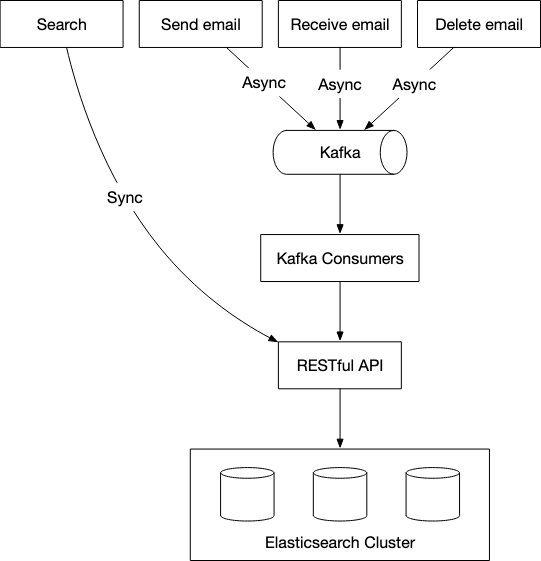 Search
Send email
Receive email
Delete email
Async
Async
Async
Kafka
Sync
Kafka Consumers
RESTful API
Elasticsearch Cluster